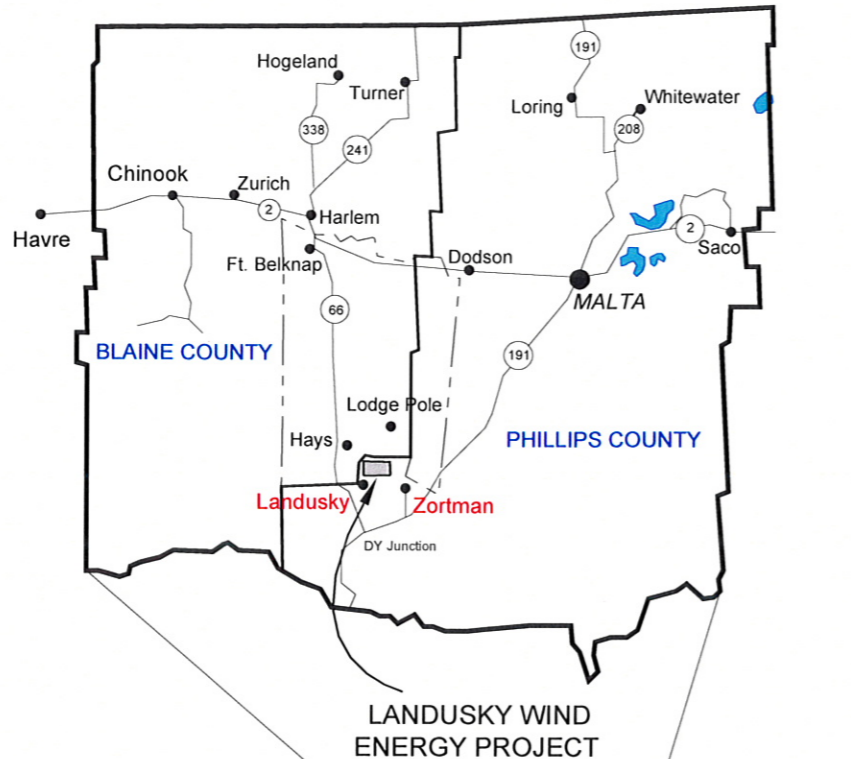 191
Hogeland
Turner
Loring
Whitewater
338
241
208
Chinook
Zurich
2
Harlem
Havre
Ft. Belknap
Dodson
2
Saco
MALTA
66
BLAINE COUNTY
191
Lodge Pole
Hays
PHILLIPS COUNTY
Landusky
Zortman
DY Junction
LANDUSKY WIND
ENERGY PROJECT